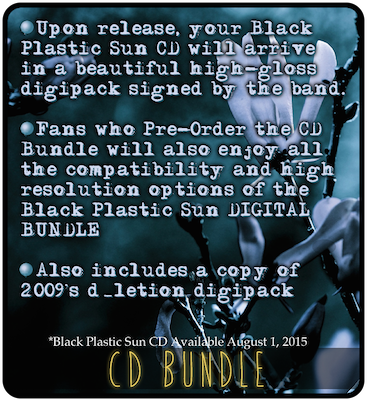 Upon release, your Black
Plastic Sun CD will arrive
in a beautiful high-gloss
digipack signed by the band.
Fans who Pre-Order the CD
Bundle will also enjoy all
the compatibility and high
resolution options of the
Black Plastic Sun DIGITAL
BUNDLE
Also includes a copy of
2009's d_letion digipack
*Black Plastic Sun CD Available August 1, 2015
CD BUNDLE